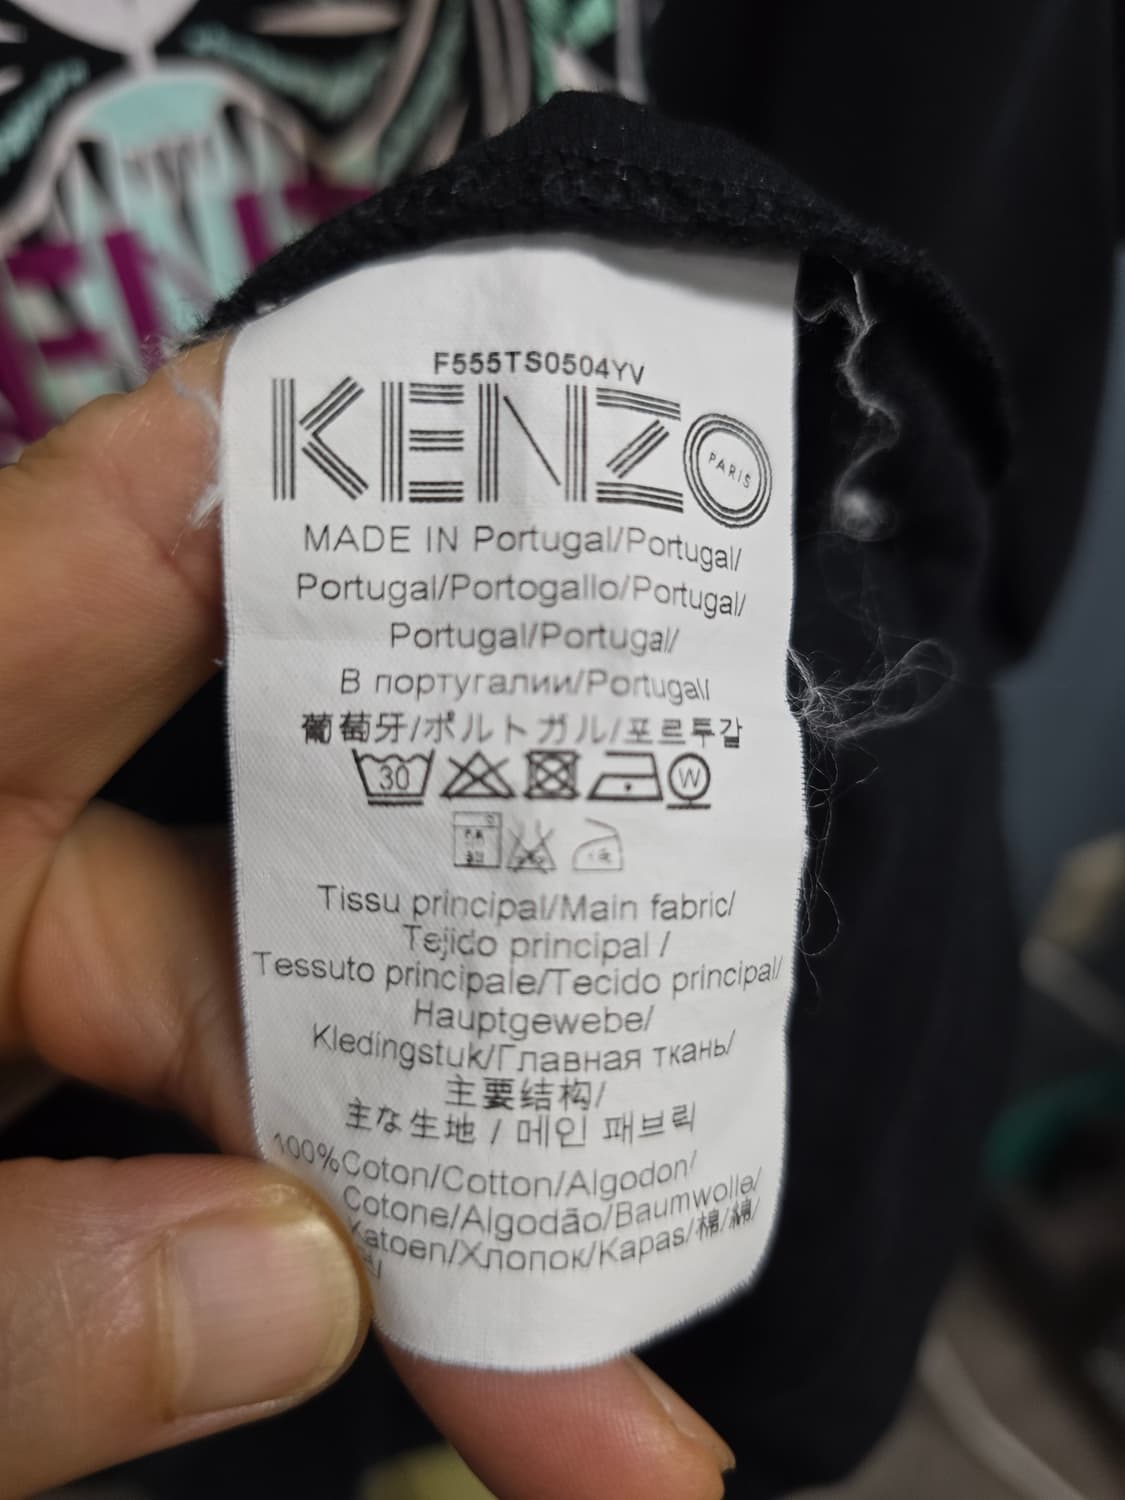 F555TS0504YV
KENZO
PARIS
MADE IN Portugal/Portugal/
Portugal/Portogallo/Portugal/
Portugal/Portugal/
В португалии/Portugall
葡萄牙/ポルトガル/포르투갈
30
W
Tissu principal/Main fabric/
Tejido principal /
Tessuto principale/Tecido principal/
Hauptgewebe/
Kledingstuk/Главная ткань/
主要结构/
主な生地 / 메인 패브릭
100%Coton/Cotton/Algodon/
Cotone/Algodão/Baumwolle/
Katoen/Хлопок/Kapas/棉/綿/